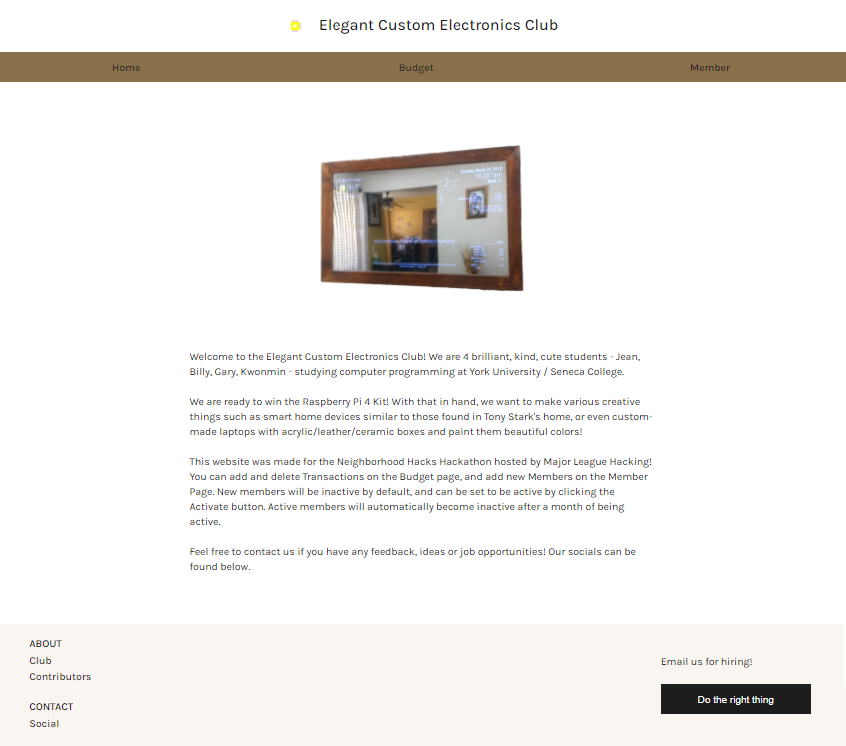 Elegant Custom Electronics Club
Home
Budget
Member
Welcome to the Elegant Custom Electronics Club! We are 4 brilliant, kind, cute students - Jean,
Billy, Gary, Kwonmin - studying computer programming at York University / Seneca College.
We are ready to win the Raspberry Pi 4 Kit! With that in hand, we want to make various creative
things such as smart home devices similar to those found in Tony Stark's home, or even custom-
made laptops with acrylic/leather/ceramic boxes and paint them beautiful colors!
This website was made for the Neighborhood Hacks Hackathon hosted by Major League Hacking!
You can add and delete Transactions on the Budget page, and add new Members on the Member
Page. New members will be inactive by default, and can be set to be active by clicking the
Activate button. Active members will automatically become inactive after a month of being
active.
Feel free to contact us if you have any feedback, ideas or job opportunities! Our socials can be
found below.
ABOUT
Club
Contributors
CONTACT
Social
Email us for hiring!
Do the right thing